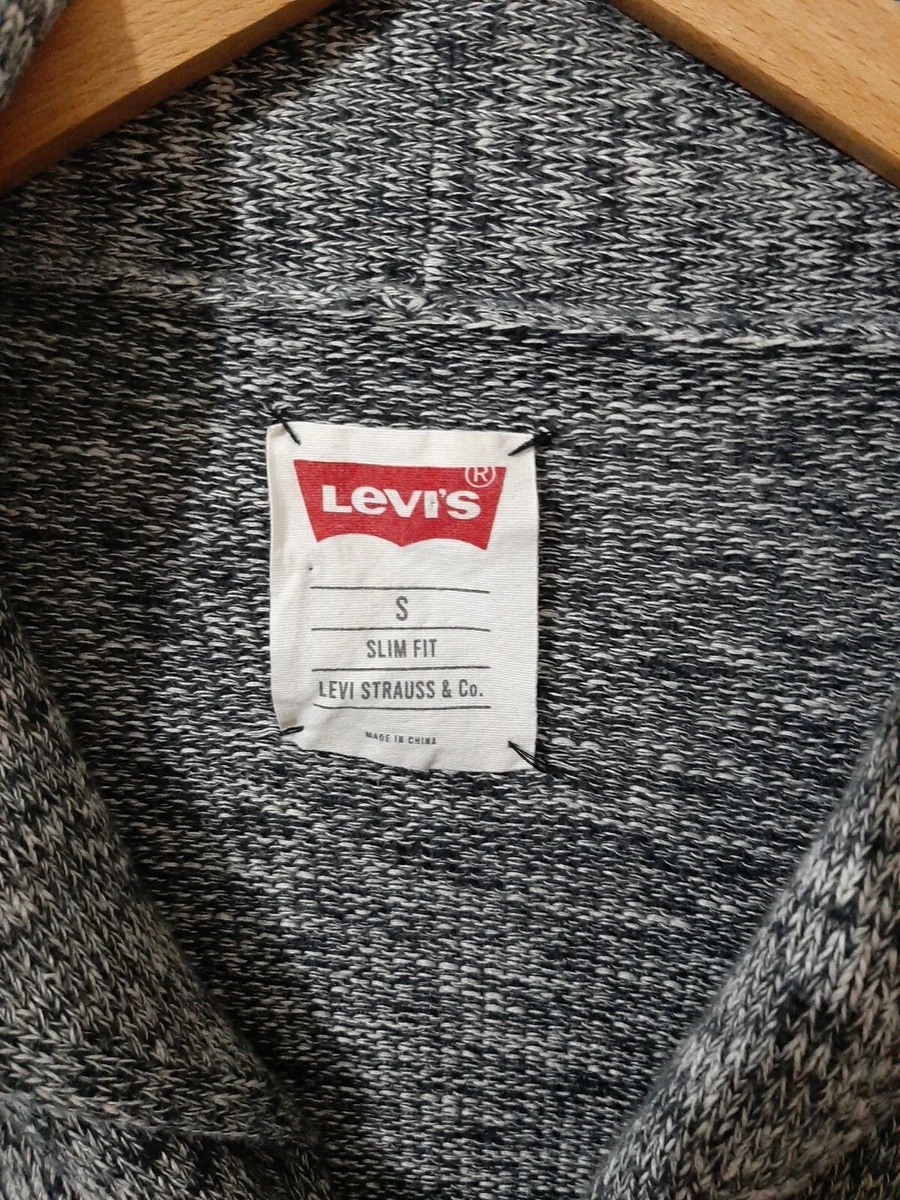 LEVI'S ®
S
SLIM FIT
LEVI STRAUSS & Co.
MADE IN CHINA